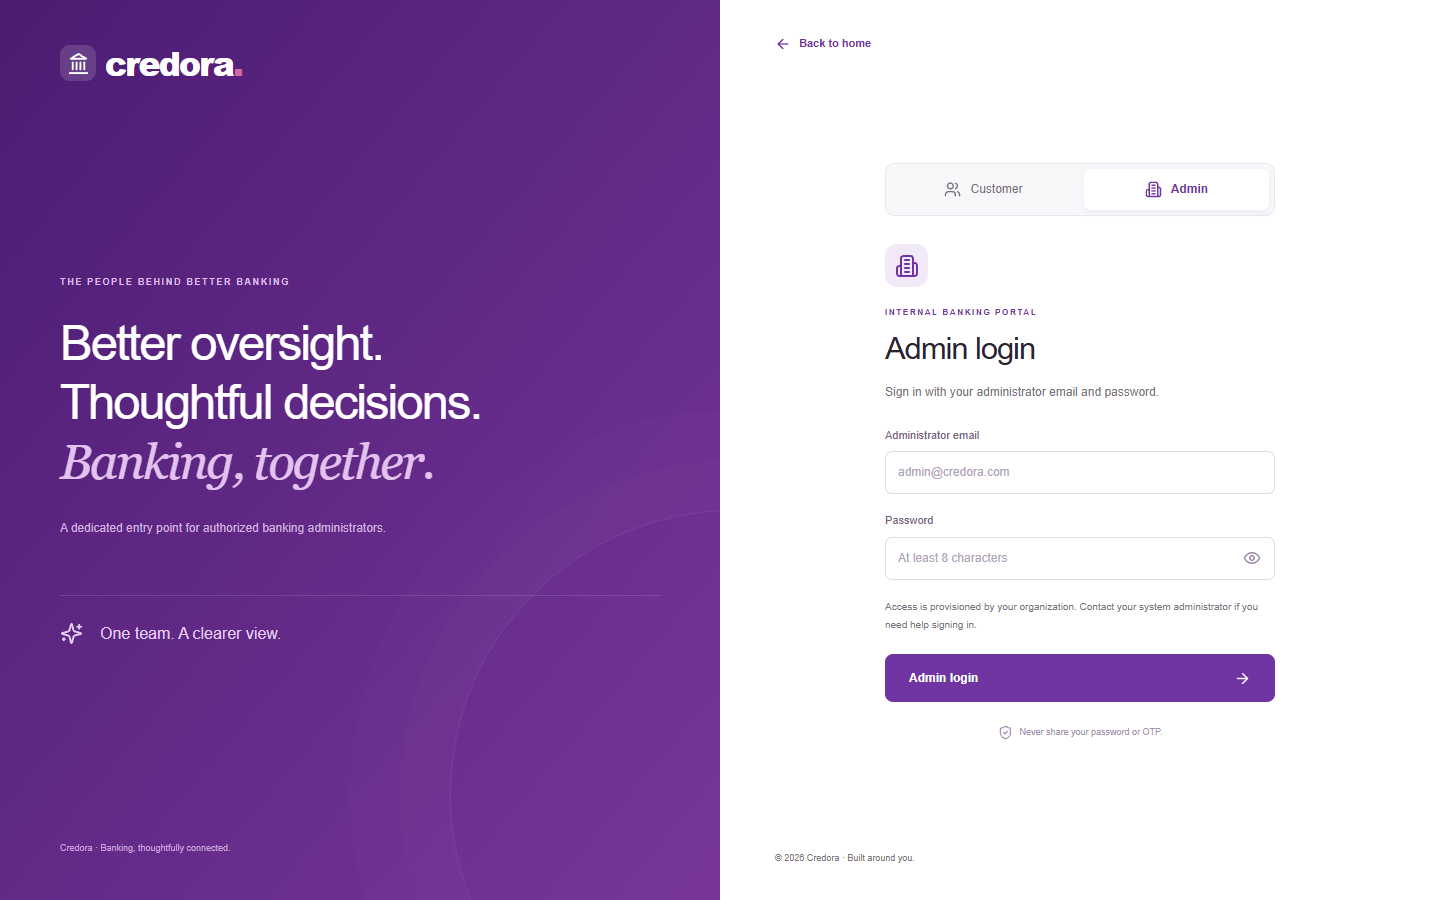 credora.
THE PEOPLE BEHIND BETTER BANKING
Better oversight.
Thoughtful decisions.
Banking, together.
A dedicated entry point for authorized banking administrators.
One team. A clearer view.
Credora · Banking, thoughtfully connected.
Back to home
Customer
Admin
INTERNAL BANKING PORTAL
Admin login
Sign in with your administrator email and password.
Administrator email
admin@credora.com
Password
At least 8 characters
Access is provisioned by your organization. Contact your system administrator if you
need help signing in.
Admin login
Never share your password or OTP.
© 2026 Credora · Built around you.